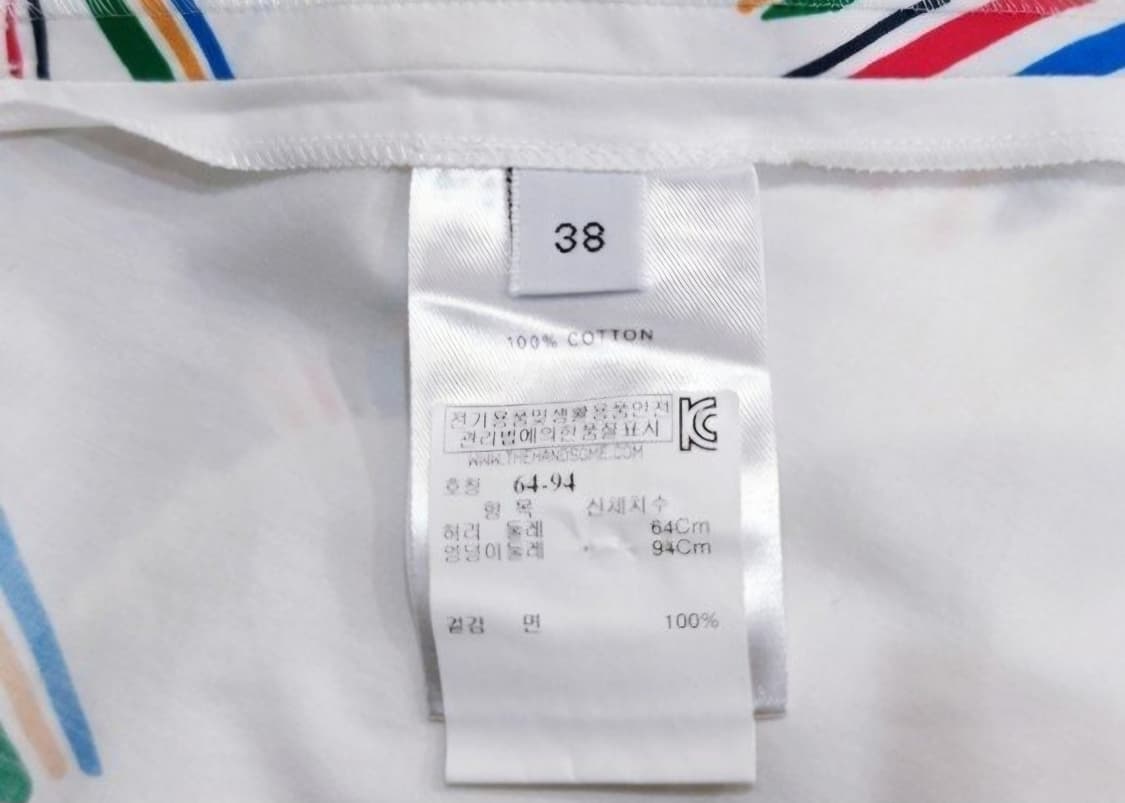 38
100% COTTON
전기용품및생활용품안전
관리법에의한품질표시
KC
WWW.THEHANDSOME.COM
호칭 64-94
항 목 신체치수
허리 둘레 64Cm
엉덩이둘레 94Cm
겉감 면 100%